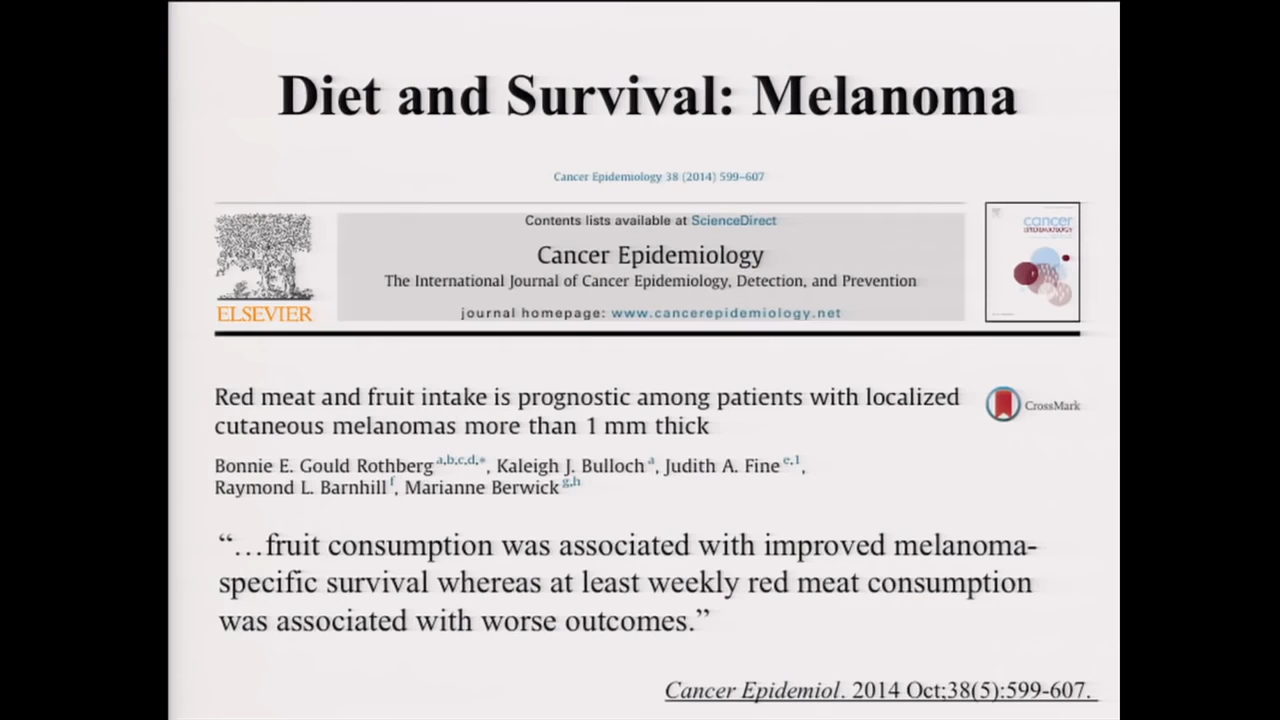 Diet and Survival: Melanoma
Cancer Epidemiology 38 (2014) 599–607
Contents lists available at ScienceDirect
Cancer Epidemiology
The International Journal of Cancer Epidemiology, Detection, and Prevention
journal homepage: www.cancerepidemiology.net
ELSEVIER
cancer
EPIDEMIOLOGY
Red meat and fruit intake is prognostic among patients with localized
cutaneous melanomas more than 1 mm thick
CrossMark
Bonnie E. Gould Rothberg a,b,c,d,*, Kaleigh J. Bulloch a, Judith A. Fine e,1,
Raymond L. Barnhill f, Marianne Berwick g,h
“…fruit consumption was associated with improved melanoma-
specific survival whereas at least weekly red meat consumption
was associated with worse outcomes.”
Cancer Epidemiol. 2014 Oct;38(5):599-607.